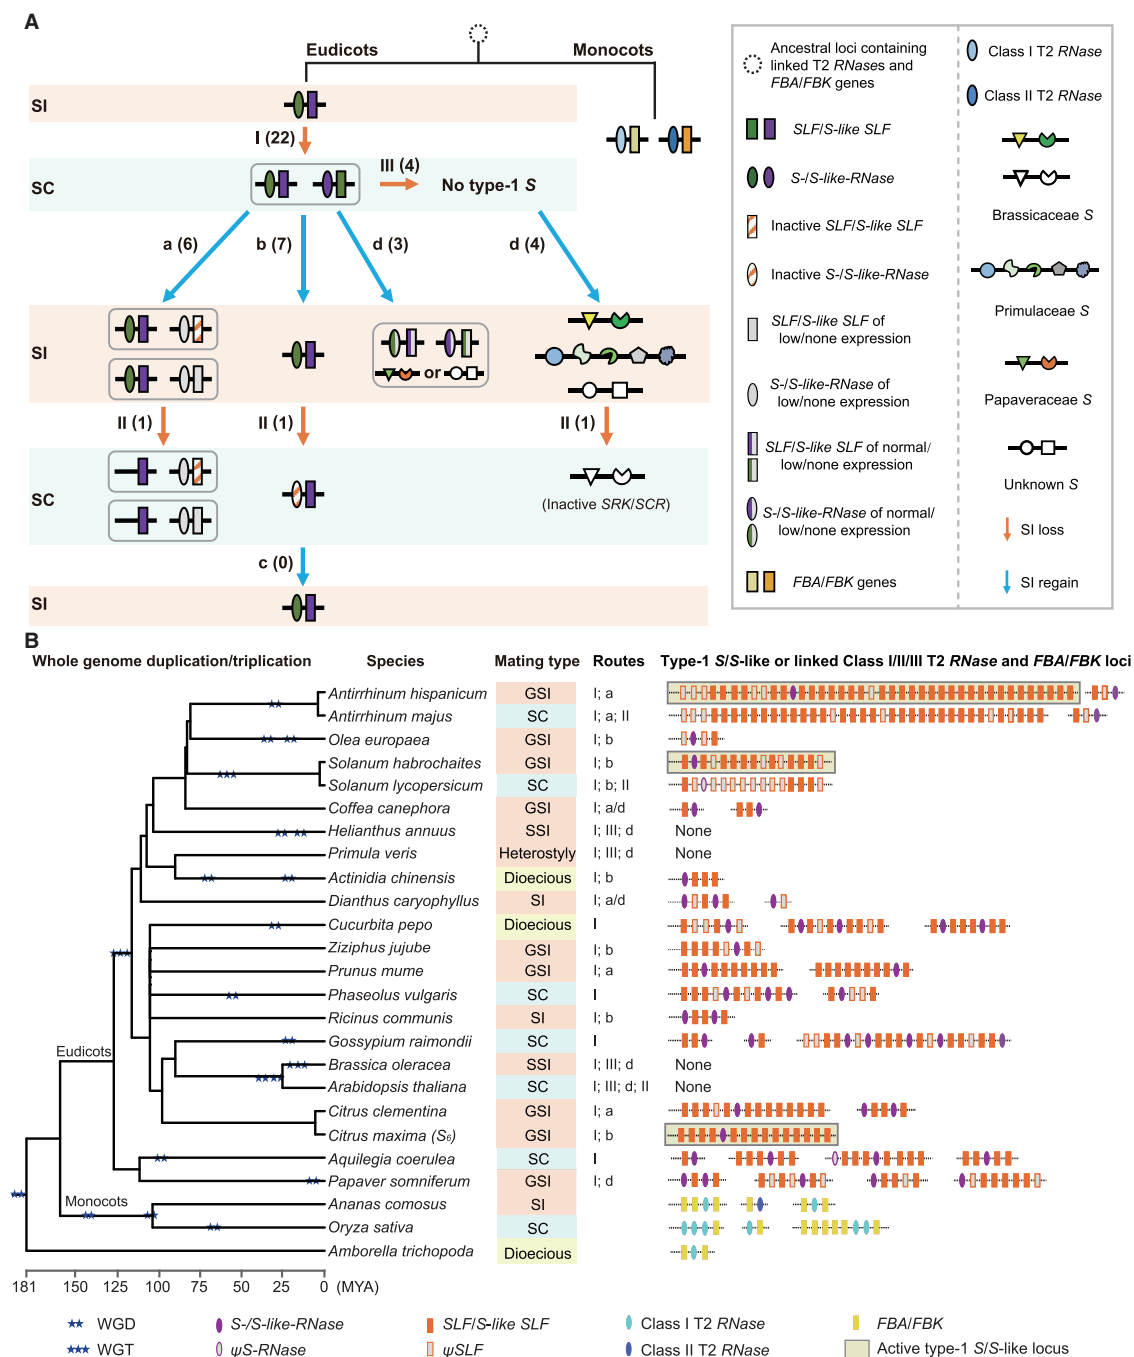 A
Eudicots
Monocots
SI
I (22)
SC
III (4)
No type-1 S
a (6)
b (7)
d (3)
d (4)
SI
or
II (1)
II (1)
II (1)
SC
(Inactive SRK/SCR)
c (0)
SI
Ancestral loci containing
linked T2 RNases and
FBA/FBK genes
SLF/S-like SLF
S-/S-like-RNase
Inactive SLF/S-like SLF
Inactive S-/S-like-RNase
SLF/S-like SLF of
low/none expression
S-/S-like-RNase of
low/none expression
SLF/S-like SLF of normal/
low/none expression
S-/S-like-RNase of normal/
low/none expression
FBA/FBK genes
Class I T2 RNase
Class II T2 RNase
Brassicaceae S
Primulaceae S
Papaveraceae S
Unknown S
SI loss
SI regain
B
Whole genome duplication/triplication Species Mating type Routes Type-1 S/S-like or linked Class I/II/III T2 RNase and FBA/FBK loci
Antirrhinum hispanicum GSI I; a
Antirrhinum majus SC I; a; II
Olea europaea GSI I; b
Solanum habrochaites GSI I; b
Solanum lycopersicum SC I; b; II
Coffea canephora GSI I; a/d
Helianthus annuus SSI I; III; d None
Primula veris Heterostyly I; III; d None
Actinidia chinensis Dioecious I; b
Dianthus caryophyllus SI I; a/d
Cucurbita pepo Dioecious I
Ziziphus jujube GSI I; b
Prunus mume GSI I; a
Phaseolus vulgaris SC I
Ricinus communis SI I; b
Gossypium raimondii SC I
Eudicots
Brassica oleracea SSI I; III; d None
Arabidopsis thaliana SC I; III; d; II None
Citrus clementina GSI I; a
Citrus maxima (S6) GSI I; b
Aquilegia coerulea SC I
Papaver somniferum GSI I; d
Monocots
Ananas comosus SI
Oryza sativa SC
Amborella trichopoda Dioecious
181 150 125 100 75 50 25 0 (MYA)
WGD S-/S-like-RNase SLF/S-like SLF Class I T2 RNase FBA/FBK
WGT ψS-RNase ψSLF Class II T2 RNase Active type-1 S/S-like locus